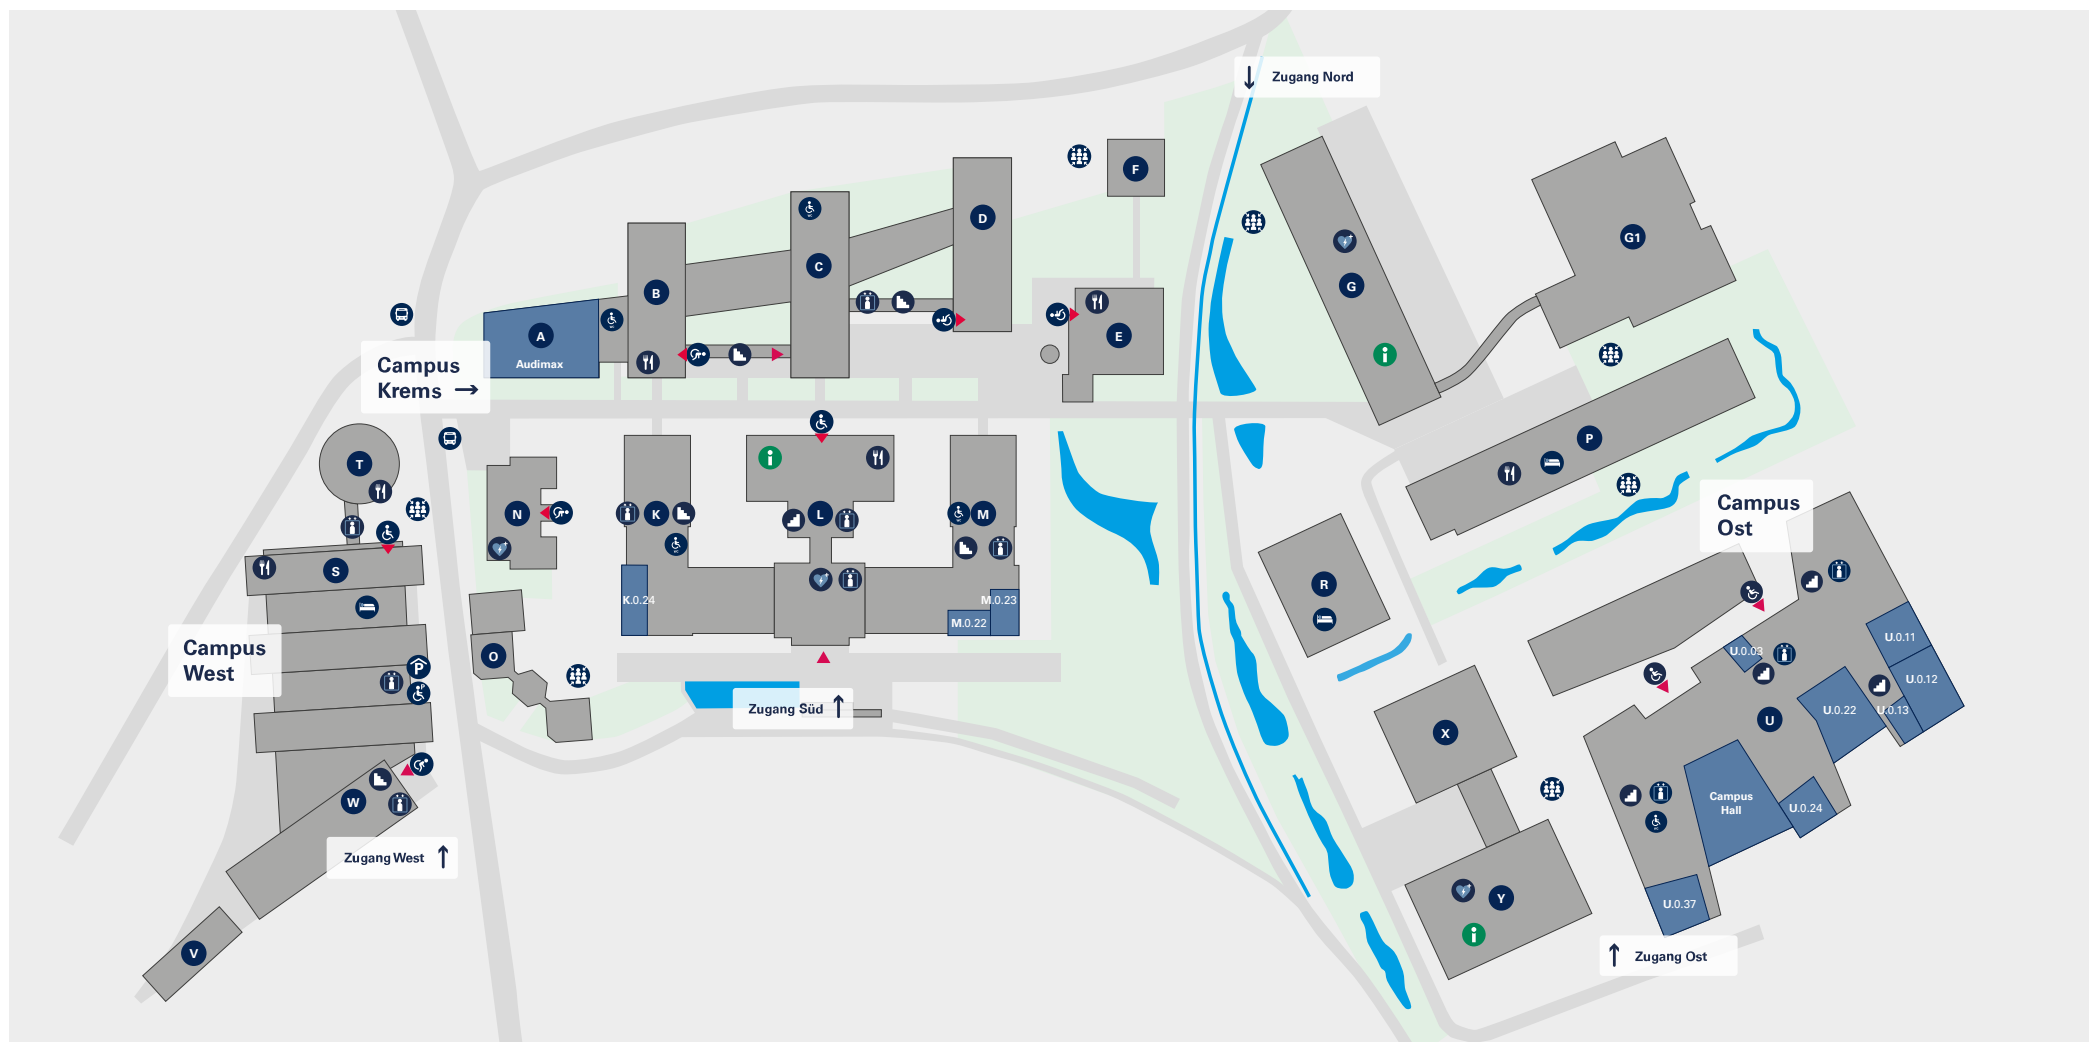 Zugang Nord
F
D
G1
C
G
B
A
Audimax
E
Campus
Krems →
P
T
N
K
L
M
Campus
Ost
S
R
K.0.24
M.0.23
M.0.22
Campus
West
O
P
P
U.0.11
U.0.03
U.0.12
Zugang Süd
U.0.22
U.0.13
U
X
W
Campus
Hall
U.0.24
Zugang West
Y
U.0.37
V
Zugang Ost